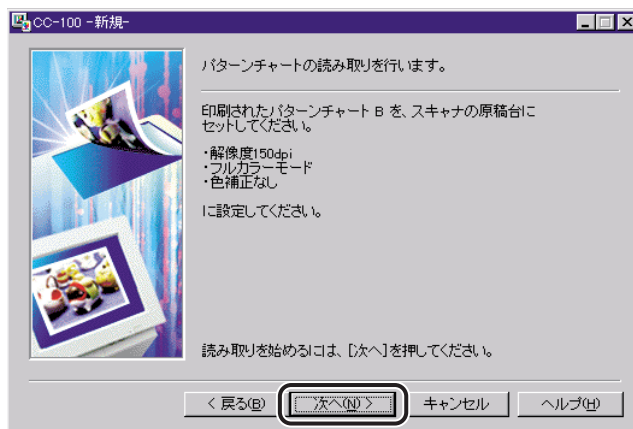 CC-100 -新規-
パターンチャートの読み取りを行います。
印刷されたパターンチャート B を、スキャナの原稿台に
セットしてください。
・解像度150dpi
・フルカラーモード
・色補正なし
に設定してください。
読み取りを始めるには、[次へ]を押してください。
< 戻る(B) 次へ(N) > キャンセル ヘルプ(H)